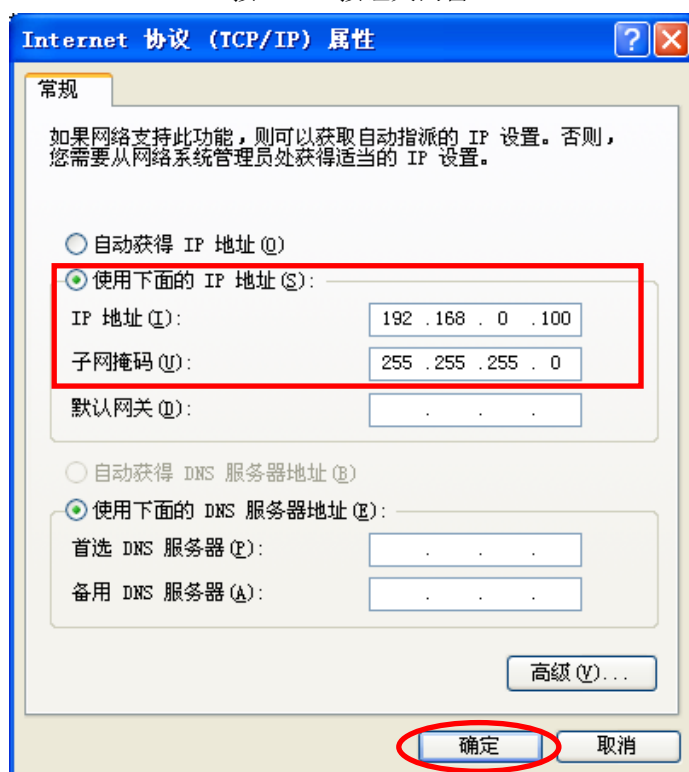 Internet 协议 (TCP/IP) 属性
常规
如果网络支持此功能，则可以获取自动指派的 IP 设置。否则，
您需要从网络系统管理员处获得适当的 IP 设置。
自动获得 IP 地址(O)
使用下面的 IP 地址(S):
IP 地址(I): 192 .168 . 0 .100
子网掩码(U): 255 .255 .255 . 0
默认网关(D): . . .
自动获得 DNS 服务器地址(B)
使用下面的 DNS 服务器地址(E):
首选 DNS 服务器(P): . . .
备用 DNS 服务器(A): . . .
高级(V)...
确定 取消